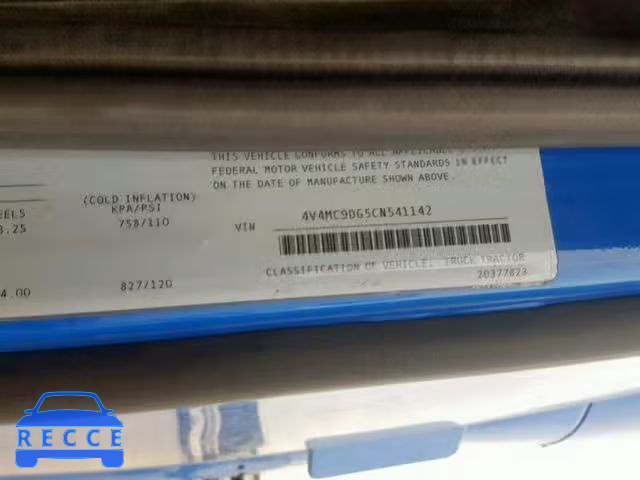 THIS VEHICLE CONFORMS TO ALL APPLICABLE
FEDERAL MOTOR VEHICLE SAFETY STANDARDS IN EFFECT
ON THE DATE OF MANUFACTURE SHOWN ABOVE.
(COLD INFLATION)
KPA/PSI
758/110
827/120
VIN
4V4MC9DG5CN541142
CLASSIFICATION OF VEHICLE: TRUCK TRACTOR
20377823
RECCE